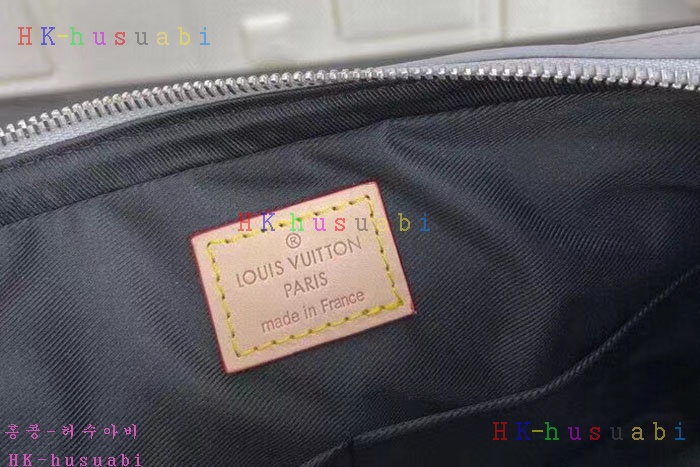 HK-husuabi
HK-husuabi
®
LOUIS VUITTON
PARIS
made in France
홍콩-허수아비
HK-husuabi
HK-husuabi